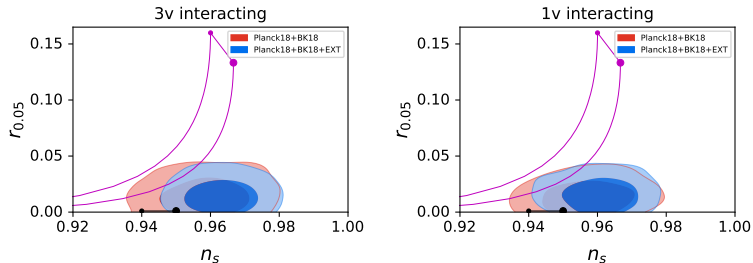 3ν interacting
Planck18+BK18
Planck18+BK18+EXT
0.15
0.10
0.05
0.00
r0.05
0.92 0.94 0.96 0.98 1.00
ns
1ν interacting
Planck18+BK18
Planck18+BK18+EXT
0.15
0.10
0.05
0.00
r0.05
0.92 0.94 0.96 0.98 1.00
ns